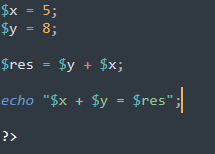 $x = 5;
$y = 8;
$res = $y + $x;
echo "$x + $y = $res";
?>